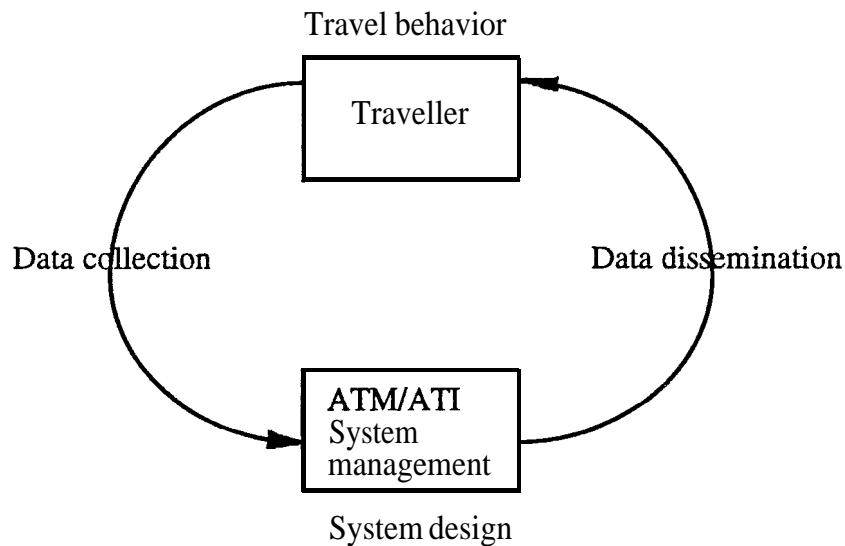 Travel behavior
Traveller
Data collection
Data dissemination
ATM/ATI
System
management
System design